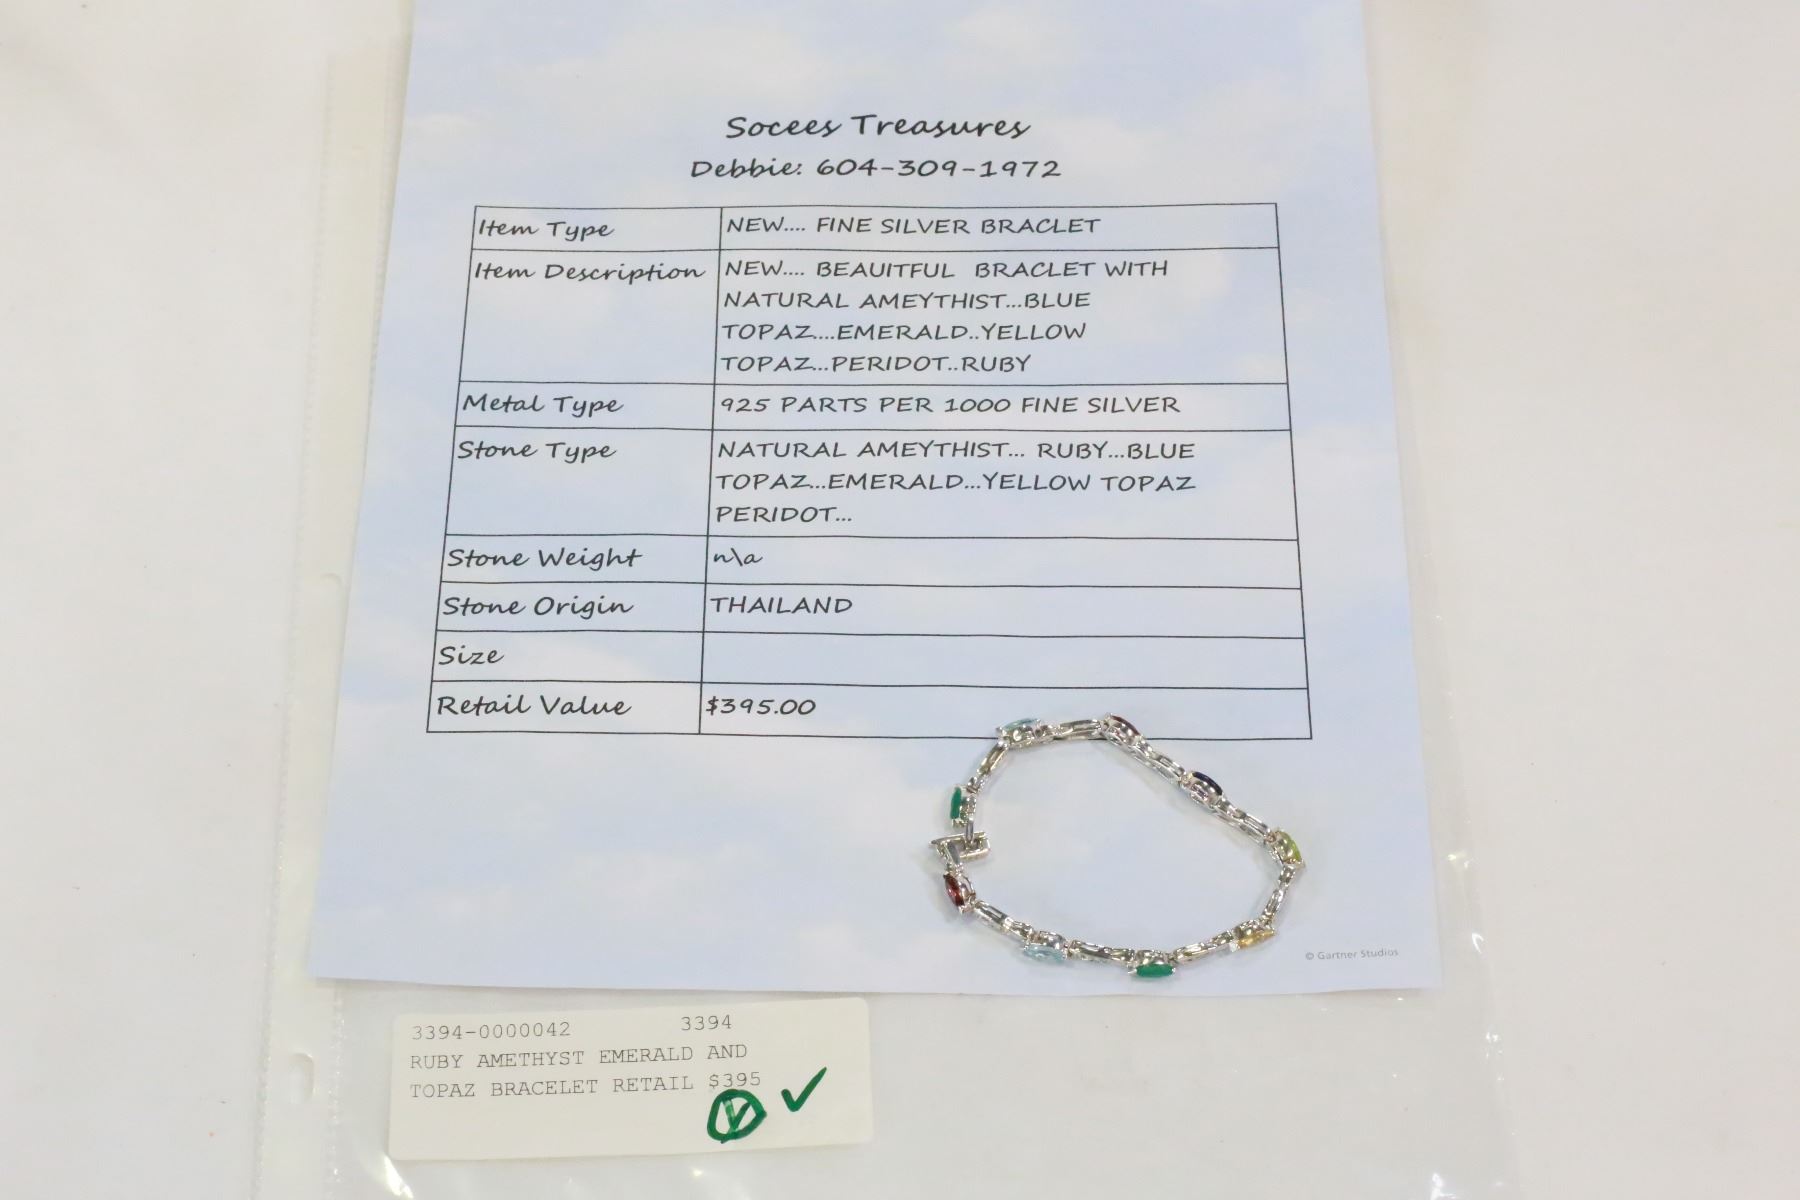 Socees Treasures
Debbie: 604-309-1972
Item Type NEW.... FINE SILVER BRACLET
Item Description NEW.... BEAUITFUL BRACLET WITH
NATURAL AMEYTHIST...BLUE
TOPAZ....EMERALD..YELLOW
TOPAZ...PERIDOT..RUBY
Metal Type 925 PARTS PER 1000 FINE SILVER
Stone Type NATURAL AMEYTHIST... RUBY...BLUE
TOPAZ...EMERALD...YELLOW TOPAZ
PERIDOT...
Stone Weight n\a
Stone Origin THAILAND
Size
Retail Value $395.00
© Gartner Studios
3394-0000042 3394
RUBY AMETHYST EMERALD AND
TOPAZ BRACELET RETAIL $395